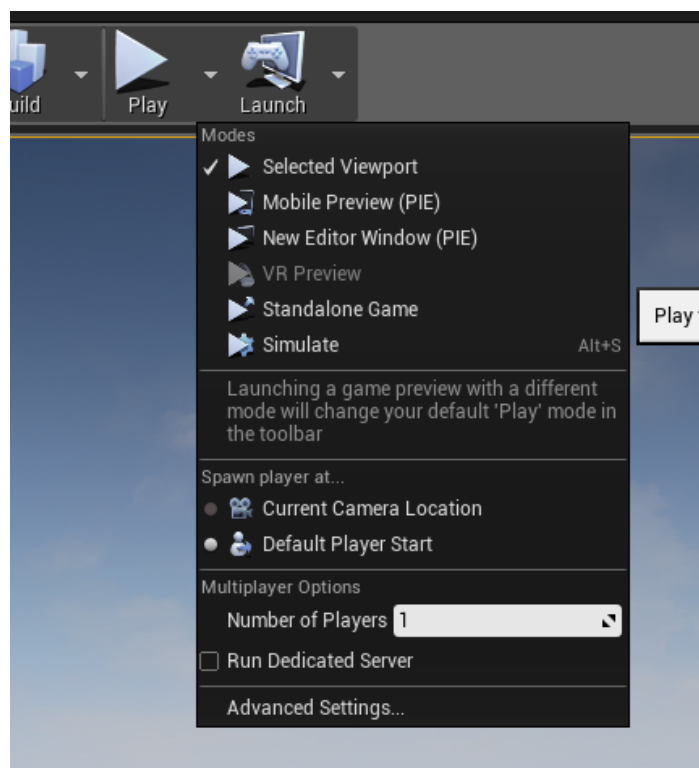 uild
Play
Launch
Modes
Selected Viewport
Mobile Preview (PIE)
New Editor Window (PIE)
VR Preview
Standalone Game
Play
Simulate Alt+S
Launching a game preview with a different
mode will change your default 'Play' mode in
the toolbar
Spawn player at...
Current Camera Location
Default Player Start
Multiplayer Options
Number of Players 1
Run Dedicated Server
Advanced Settings...